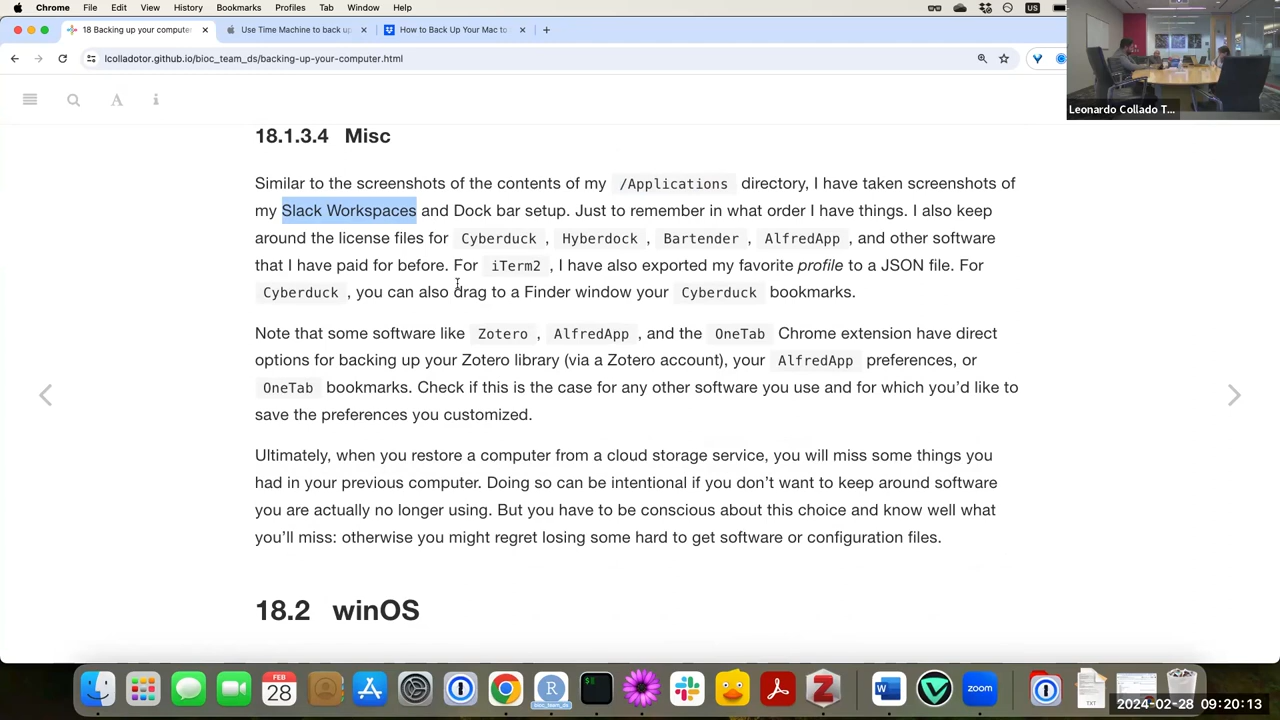 Chrome File Edit View History Bookmarks Profiles Tab Window Help US
18 Backing up your computer
Use Time Machine to back up
How to Back Up Your Mac to
lcolladotor.github.io/bioc_team_ds/backing-up-your-computer.html
Leonardo Collado T...
18.1.3.4 Misc
Similar to the screenshots of the contents of my /Applications directory, I have taken screenshots of
my Slack Workspaces and Dock bar setup. Just to remember in what order I have things. I also keep
around the license files for Cyberduck , Hyberdock , Bartender , AlfredApp , and other software
that I have paid for before. For iTerm2 , I have also exported my favorite profile to a JSON file. For
Cyberduck , you can also drag to a Finder window your Cyberduck bookmarks.
Note that some software like Zotero , AlfredApp , and the OneTab Chrome extension have direct
options for backing up your Zotero library (via a Zotero account), your AlfredApp preferences, or
OneTab bookmarks. Check if this is the case for any other software you use and for which you'd like to
save the preferences you customized.
Ultimately, when you restore a computer from a cloud storage service, you will miss some things you
had in your previous computer. Doing so can be intentional if you don't want to keep around software
you are actually no longer using. But you have to be conscious about this choice and know well what
you'll miss: otherwise you might regret losing some hard to get software or configuration files.
18.2 winOS
FEB
28
R
bioc_team_ds
W
zoom
TXT
2024-02-28 09:20:13